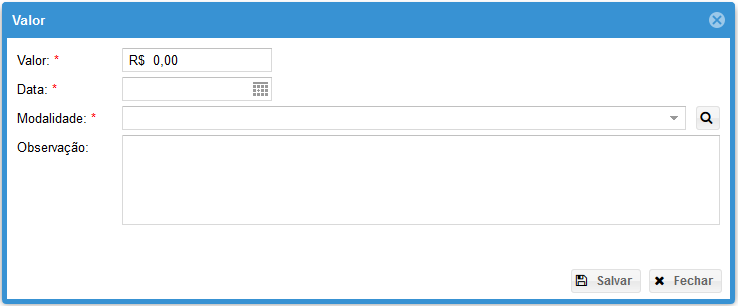 Valor
Valor: * R$ 0,00
Data: *
Modalidade: *
Observação:
Salvar Fechar